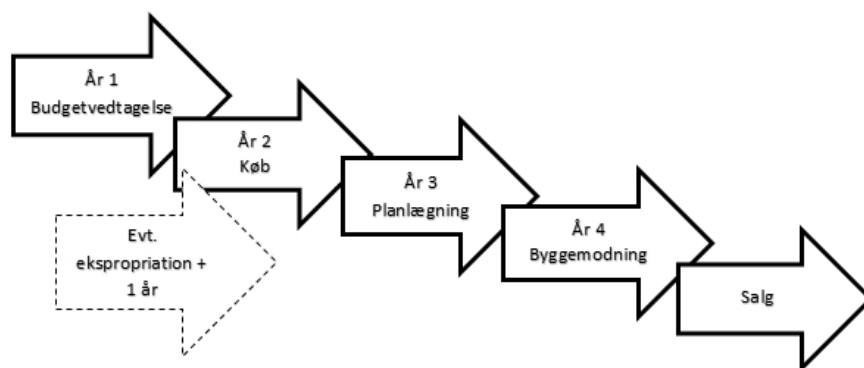 År 1
Budgetvedtagelse
År 2
Køb
År 3
Planlægning
År 4
Byggemodning
Salg
Evt.
ekspropriation +
1 år